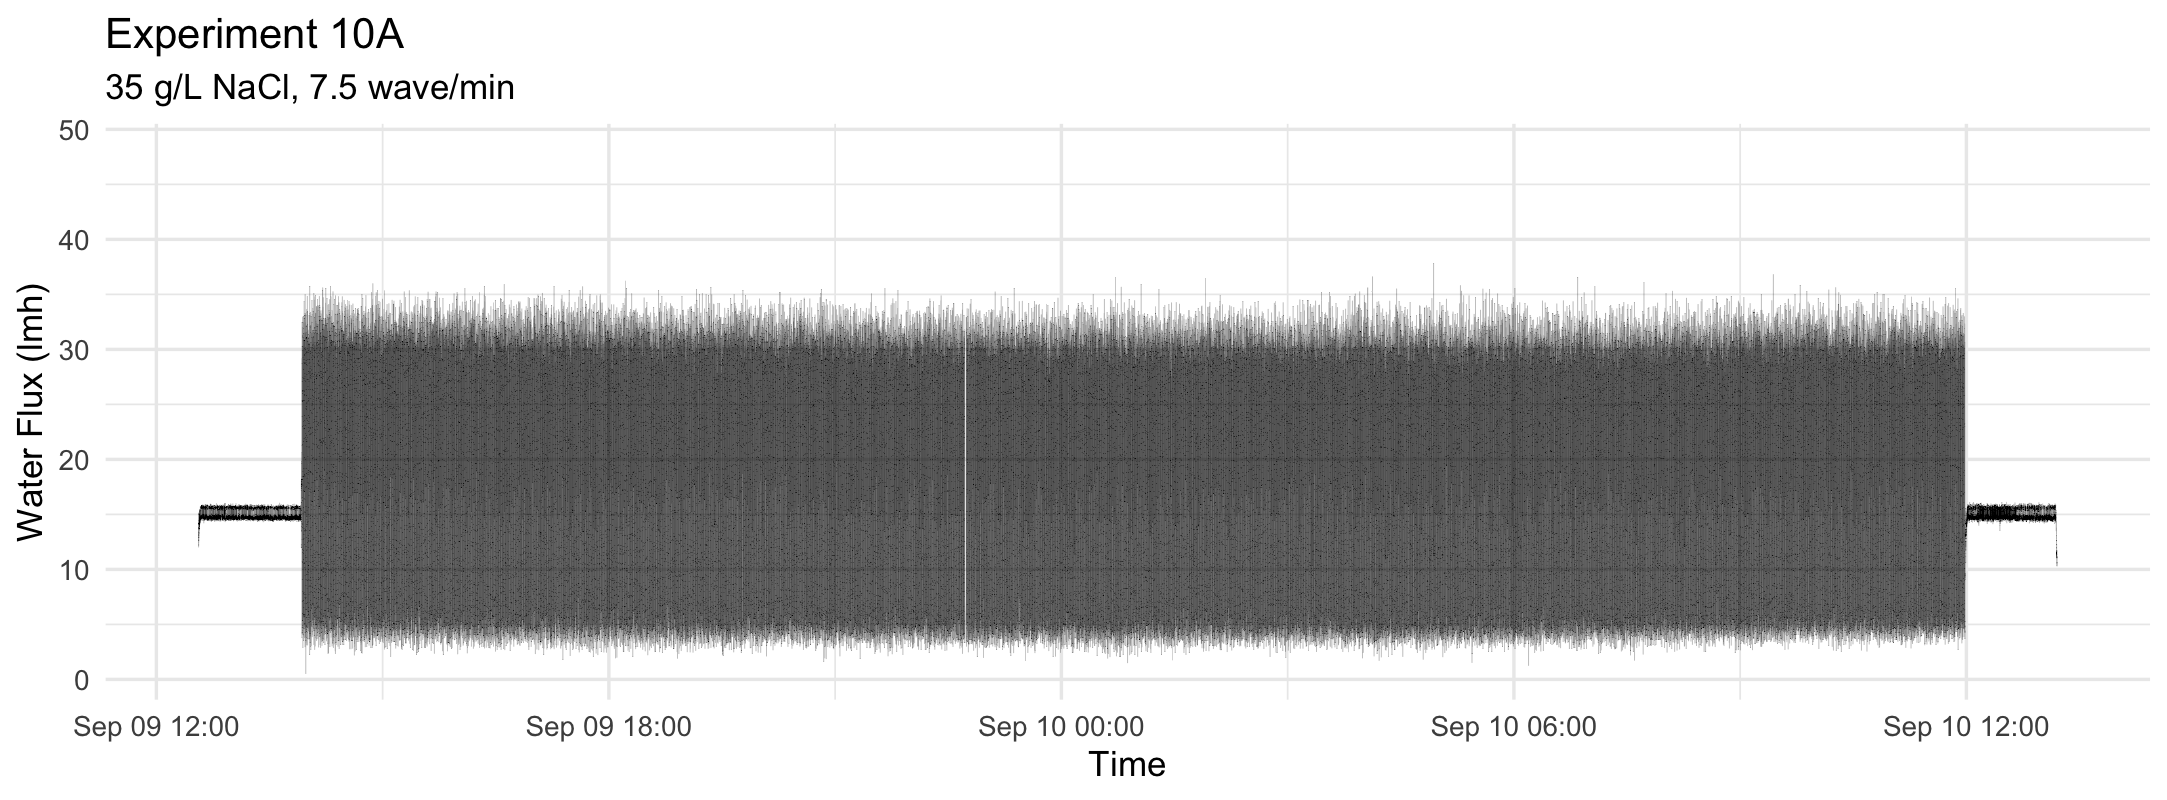 Experiment 10A
35 g/L NaCl, 7.5 wave/min
50
40
30
20
10
0
Water Flux (lmh)
Sep 09 12:00 Sep 09 18:00 Sep 10 00:00 Sep 10 06:00 Sep 10 12:00
Time